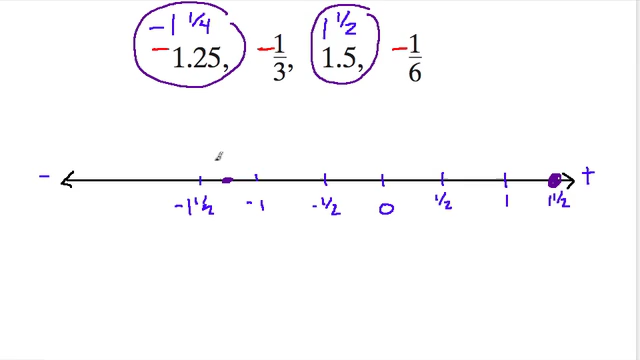 -1 1/4 1 1/2
-1.25, -1/3, 1.5, -1/6
- +
-1 1/2 -1 -1/2 0 1/2 1 1 1/2